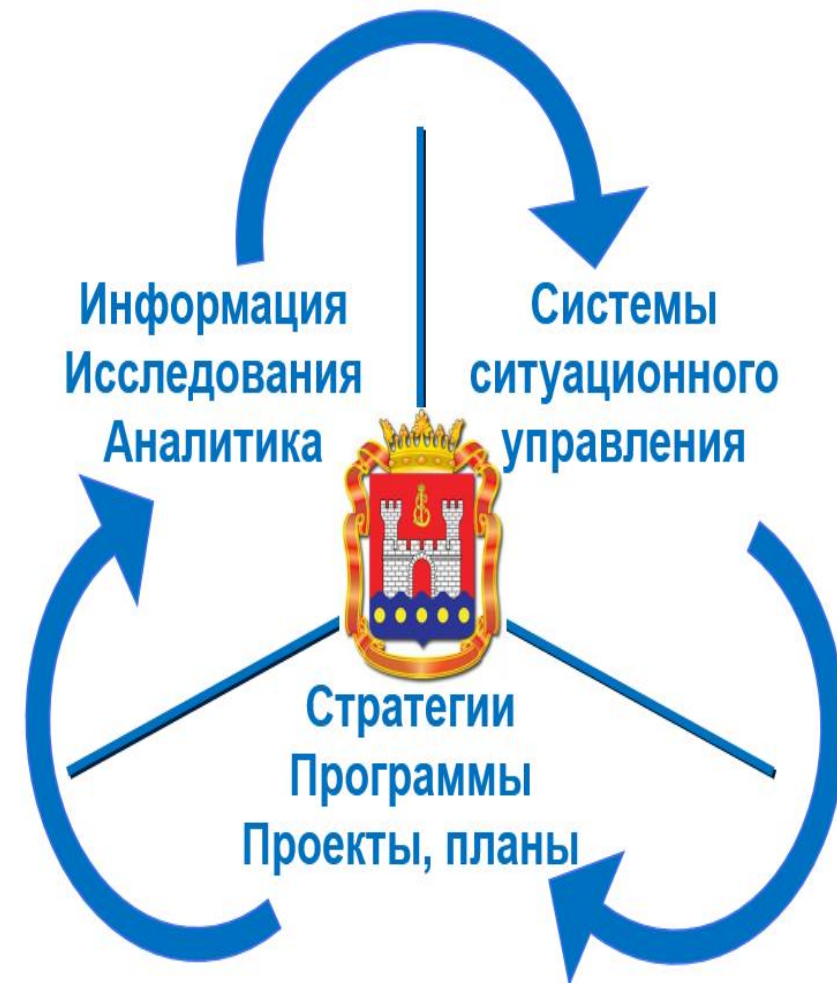 Информация
Исследования
Аналитика
Системы
ситуационного
управления
Стратегии
Программы
Проекты, планы